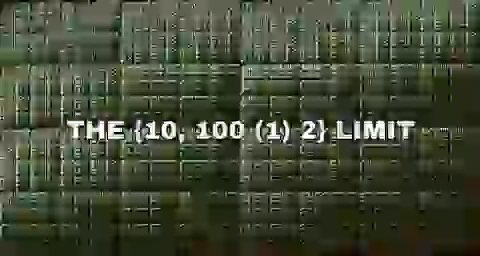 THE {10, 100 (1) 2} LIMIT